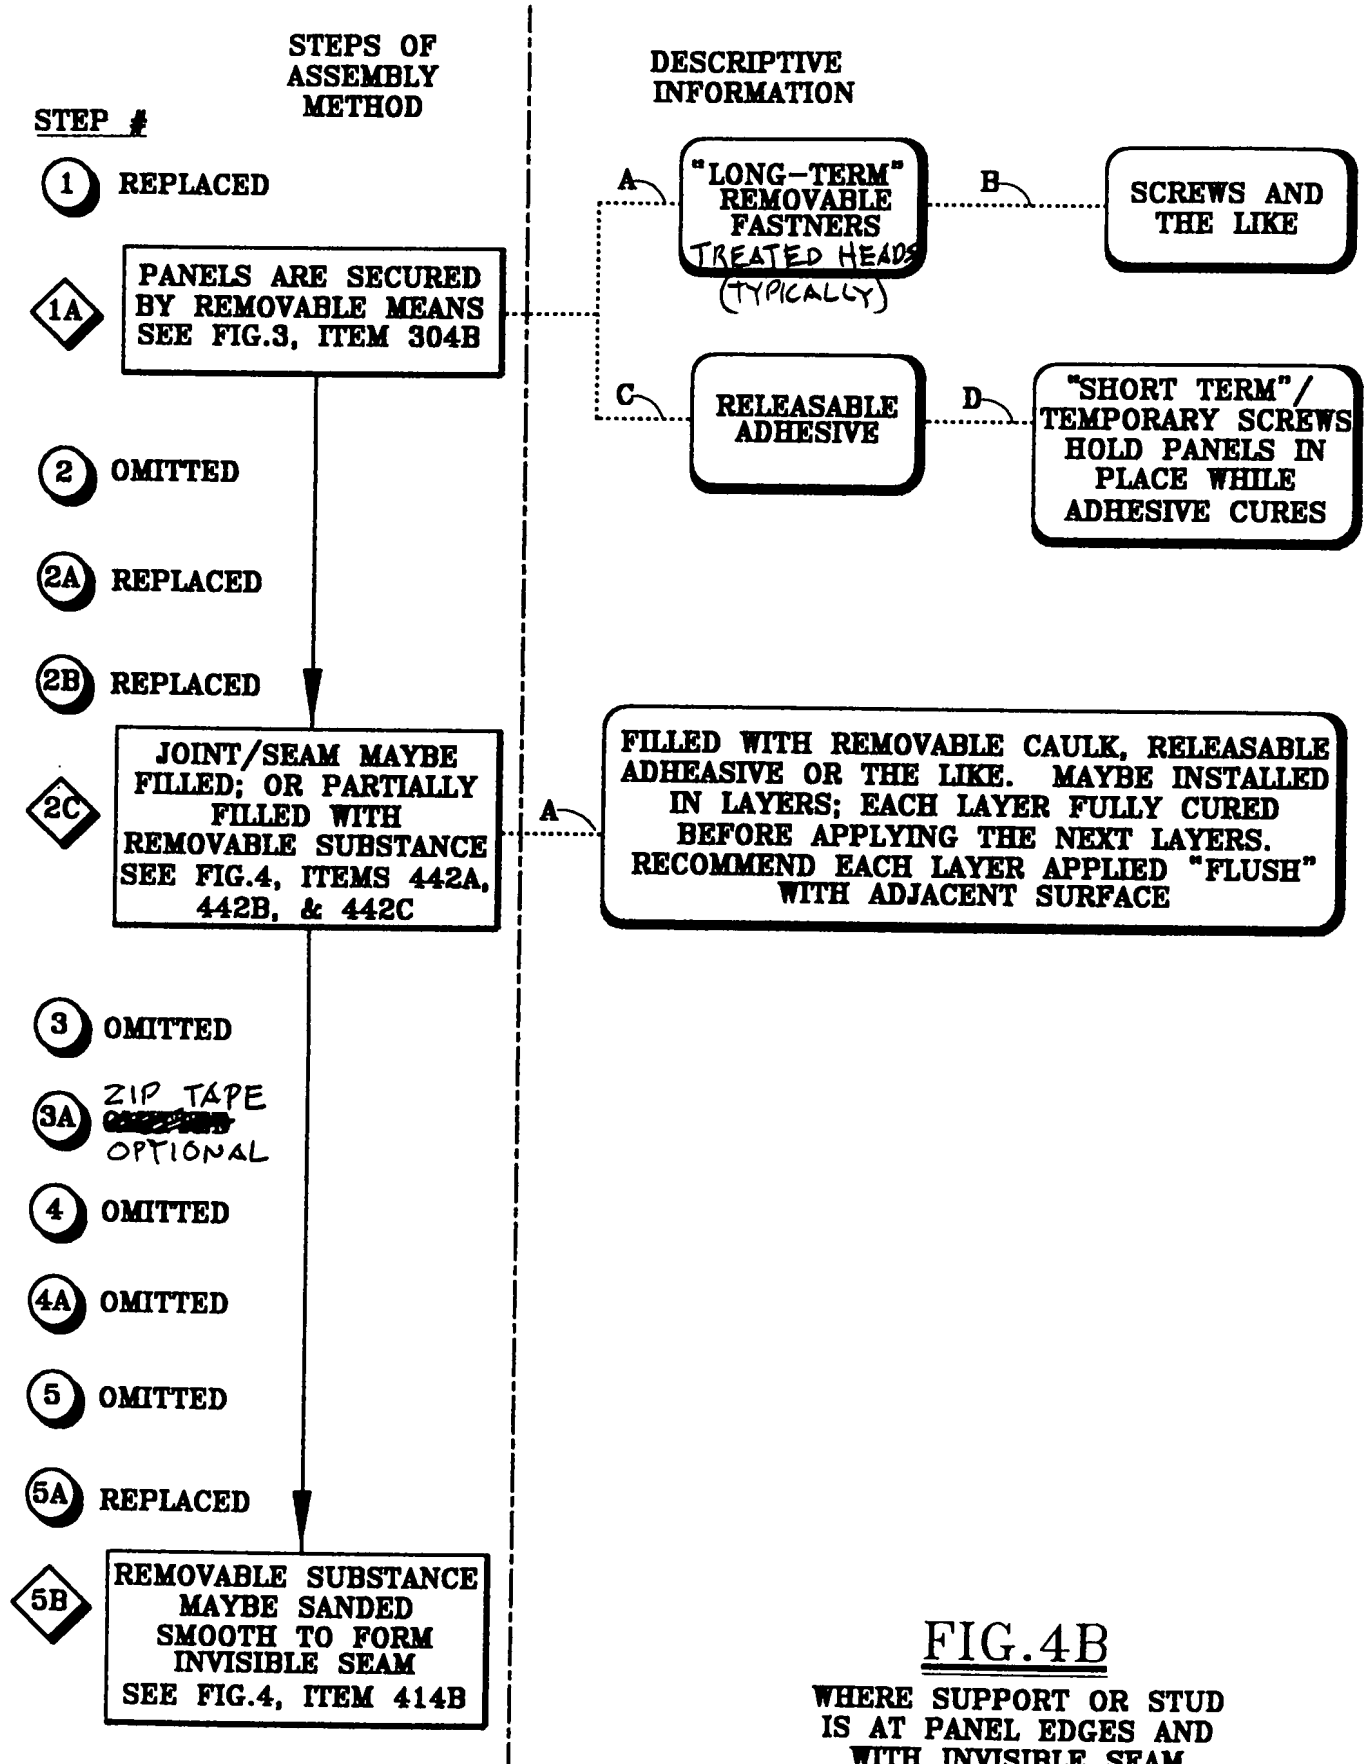 STEPS OF
ASSEMBLY
METHOD
DESCRIPTIVE
INFORMATION
STEP #
1 REPLACED
1A
PANELS ARE SECURED
BY REMOVABLE MEANS
SEE FIG.3, ITEM 304B
A
"LONG-TERM"
REMOVABLE
FASTNERS
TREATED HEADS
(TYPICALLY)
B
SCREWS AND
THE LIKE
C
RELEASABLE
ADHESIVE
D
"SHORT TERM"/
TEMPORARY SCREWS
HOLD PANELS IN
PLACE WHILE
ADHESIVE CURES
2 OMITTED
2A REPLACED
2B REPLACED
2C
JOINT/SEAM MAYBE
FILLED; OR PARTIALLY
FILLED WITH
REMOVABLE SUBSTANCE
SEE FIG.4, ITEMS 442A,
442B, & 442C
A
FILLED WITH REMOVABLE CAULK, RELEASABLE
ADHEASIVE OR THE LIKE. MAYBE INSTALLED
IN LAYERS; EACH LAYER FULLY CURED
BEFORE APPLYING THE NEXT LAYERS.
RECOMMEND EACH LAYER APPLIED "FLUSH"
WITH ADJACENT SURFACE
3 OMITTED
3A ZIP TAPE
OPTIONAL
4 OMITTED
4A OMITTED
5 OMITTED
5A REPLACED
5B
REMOVABLE SUBSTANCE
MAYBE SANDED
SMOOTH TO FORM
INVISIBLE SEAM
SEE FIG.4, ITEM 414B
FIG.4B
WHERE SUPPORT OR STUD
IS AT PANEL EDGES AND
WITH INVISIBLE SEAM